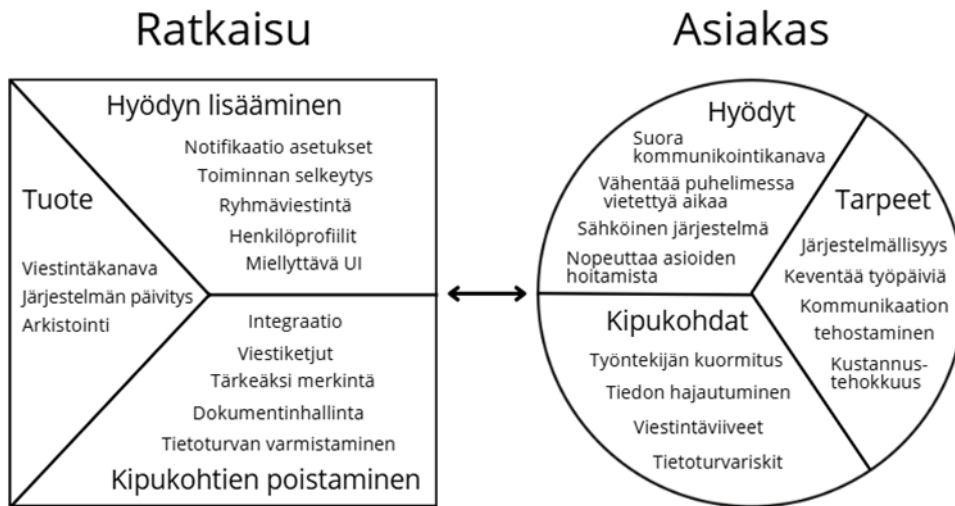 Ratkaisu
Hyödyn lisääminen
Notifikaatio asetukset
Toiminnan selkeytys
Ryhmäviestintä
Henkilöprofiilit
Miellyttävä UI
Tuote
Viestintäkanava
Järjestelmän päivitys
Arkistointi
Integraatio
Viestiketjut
Tärkeäksi merkintä
Dokumentinhallinta
Tietoturvan varmistaminen
Kipukohtien poistaminen
Asiakas
Hyödyt
Suora
kommunikointikanava
Vähentää puhelimessa
vietettyä aikaa
Sähköinen järjestelmä
Nopeuttaa asioiden
hoitamista
Tarpeet
Järjestelmällisyys
Keventää työpäiviä
Kommunikaation
tehostaminen
Kustannus-
tehokkuus
Kipukohdat
Työntekijän kuormitus
Tiedon hajautuminen
Viestintäviiveet
Tietoturvariskit